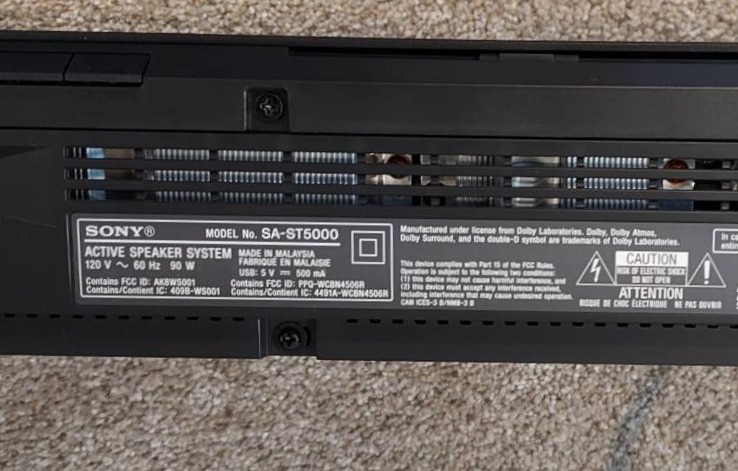 SONY® MODEL No. SA-ST5000
ACTIVE SPEAKER SYSTEM
120 V ~ 60 Hz 90 W
MADE IN MALAYSIA
FABRIQUÉ EN MALAISIE
USB: 5 V ⎓ 500 mA
Contains FCC ID: AK8WS001
Contains/Contient IC: 409B-WS001
Contains FCC ID: PPQ-WCBN4506R
Contains/Contient IC: 4491A-WCBN4506R
Manufactured under license from Dolby Laboratories. Dolby, Dolby Atmos,
Dolby Surround, and the double-D symbol are trademarks of Dolby Laboratories.
This device complies with Part 15 of the FCC Rules.
Operation is subject to the following two conditions:
(1) this device may not cause harmful interference, and
(2) this device must accept any interference received,
including interference that may cause undesired operation.
CAN ICES-3 B/NMB-3 B
CAUTION
RISK OF ELECTRIC SHOCK
DO NOT OPEN
ATTENTION
RISQUE DE CHOC ÉLECTRIQUE NE PAS OUVRIR
In ca